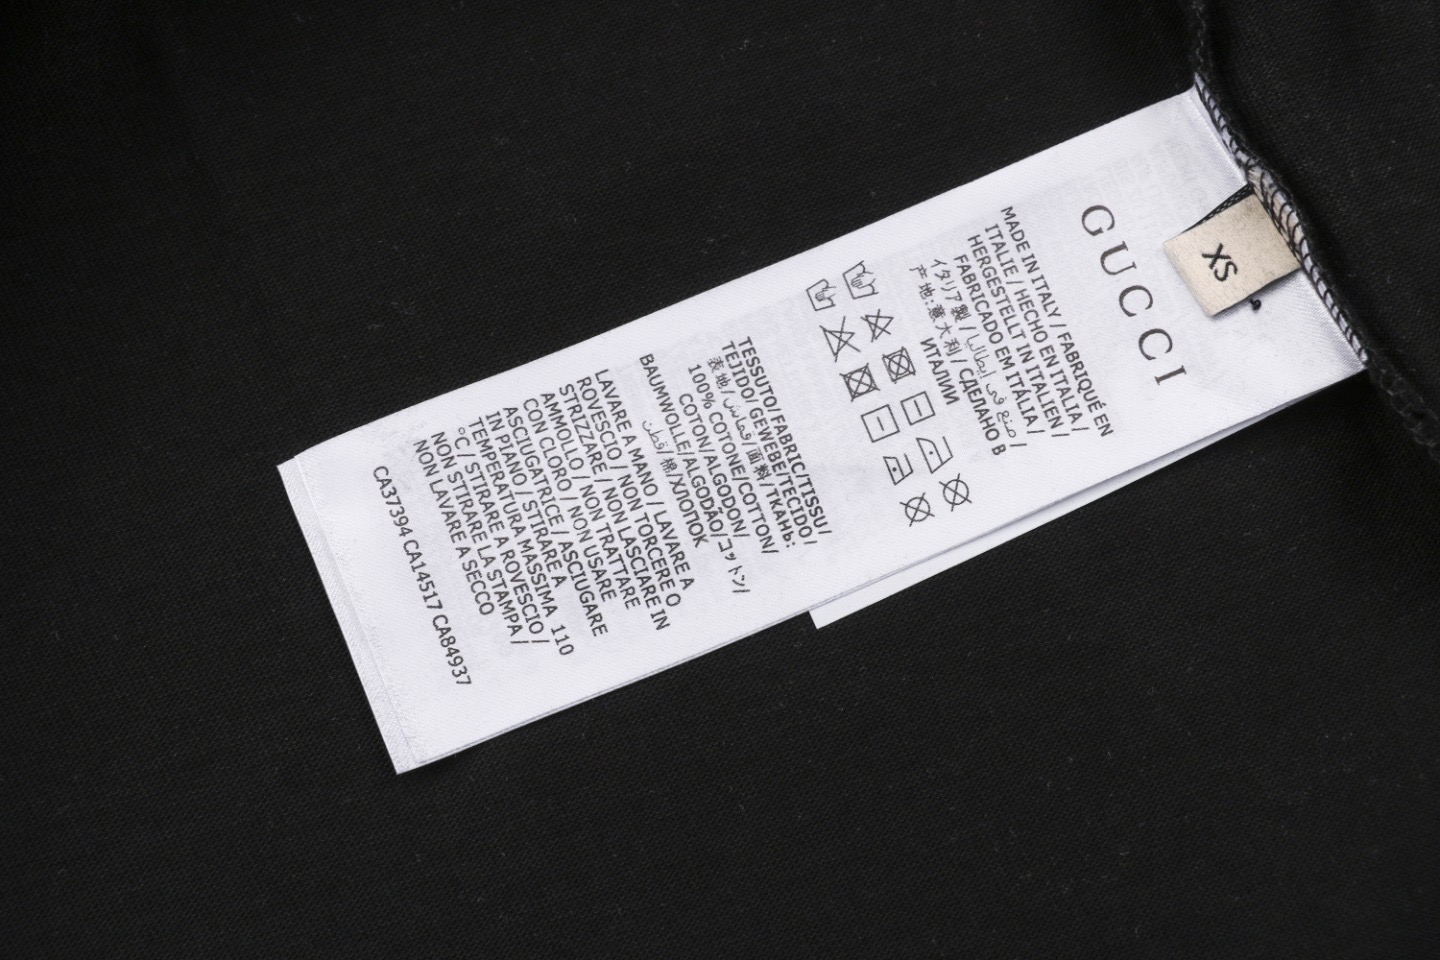 XS
GUCCI
MADE IN ITALY / FABRIQUÉ EN
ITALIE / HECHO EN ITALIA /
HERGESTELLT IN ITALIEN /
FABRICADO EM ITÁLIA /
イタリア製 / صنع في إيطاليا /
产地:意大利 / СДЕЛАНО В
ИТАЛИИ
TESSUTO/FABRIC/TISSU/
TEJIDO/ GEWEBE/TECIDO/
表地/قماش/面料/ТКАНЬ:
100% COTONE/COTTON/
COTON/ALGODON/
BAUMWOLLE/ALGODÃO/コットン/
قطن/棉/ХЛОПОК
LAVARE A MANO / LAVARE A
ROVESCIO / NON TORCERE O
STRIZZARE / NON LASCIARE IN
AMMOLLO / NON TRATTARE
CON CLORO / NON USARE
ASCIUGATRICE / ASCIUGARE
IN PIANO / STIRARE A
TEMPERATURA MASSIMA 110
°C / STIRARE A ROVESCIO /
NON STIRARE LA STAMPA /
NON LAVARE A SECCO
CA37394 CA14517 CA84937